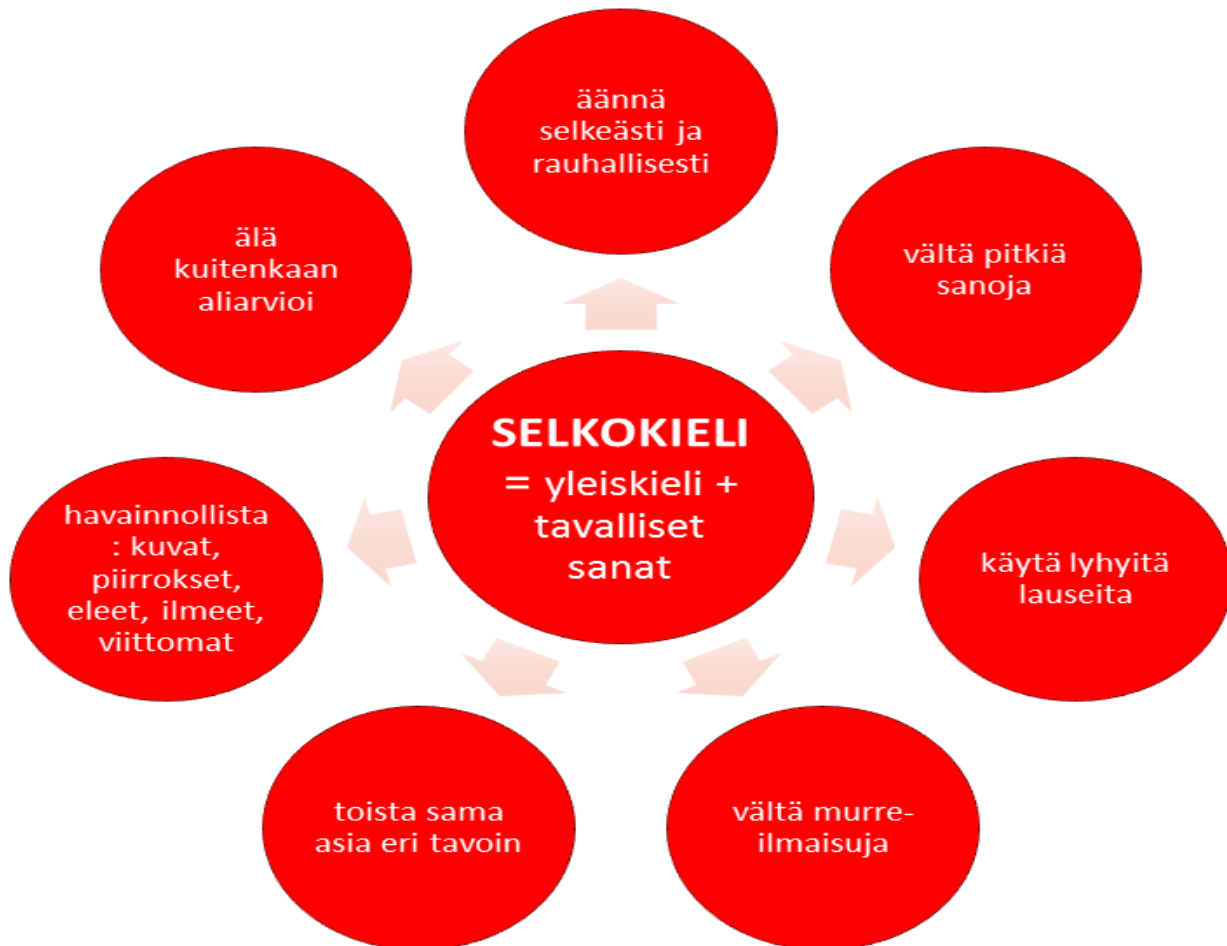 äännä
selkeästi ja
rauhallisesti
älä
kuitenkaan
aliarvioi
vältä pitkiä
sanoja
SELKOKIELI
= yleiskieli +
tavalliset
sanat
havainnollista
: kuvat,
piirrokset,
eleet, ilmeet,
viittomat
käytä lyhyitä
lauseita
toista sama
asia eri tavoin
vältä murre-
ilmaisuja